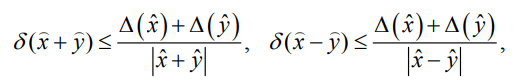 δ(x̂ + ŷ) ≤ (Δ(x̂) + Δ(ŷ)) / |x̂ + ŷ|, δ(x̂ − ŷ) ≤ (Δ(x̂) + Δ(ŷ)) / |x̂ − ŷ|,